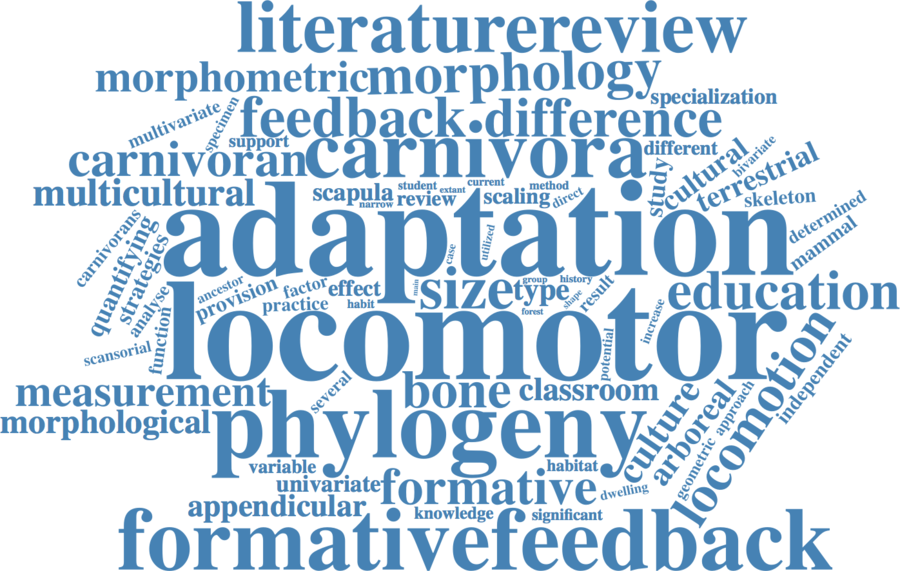 literaturereview
morphometric
morphology
specialization
multivariate
specimen
feedback
difference
support
carnivoran
carnivora
different
study
cultural
bivariate
terrestrial
multicultural
scapula
student
extant
current
narrow
review
scaling
method
direct
skeleton
adaptation
determined
mammal
carnivorans
quantifying
strategies
analyse
case
utilized
ancestor
provision
factor
practice
effect
habit
main
size
type
group
history
shape
forest
result
education
increase
function
scansorial
locomotor
potential
locomotion
independent
measurement
morphological
several
bone
classroom
phylogeny
culture
arboreal
approach
geometric
variable
habitat
univariate
formative
dwelling
appendicular
knowledge
significant
formativefeedback